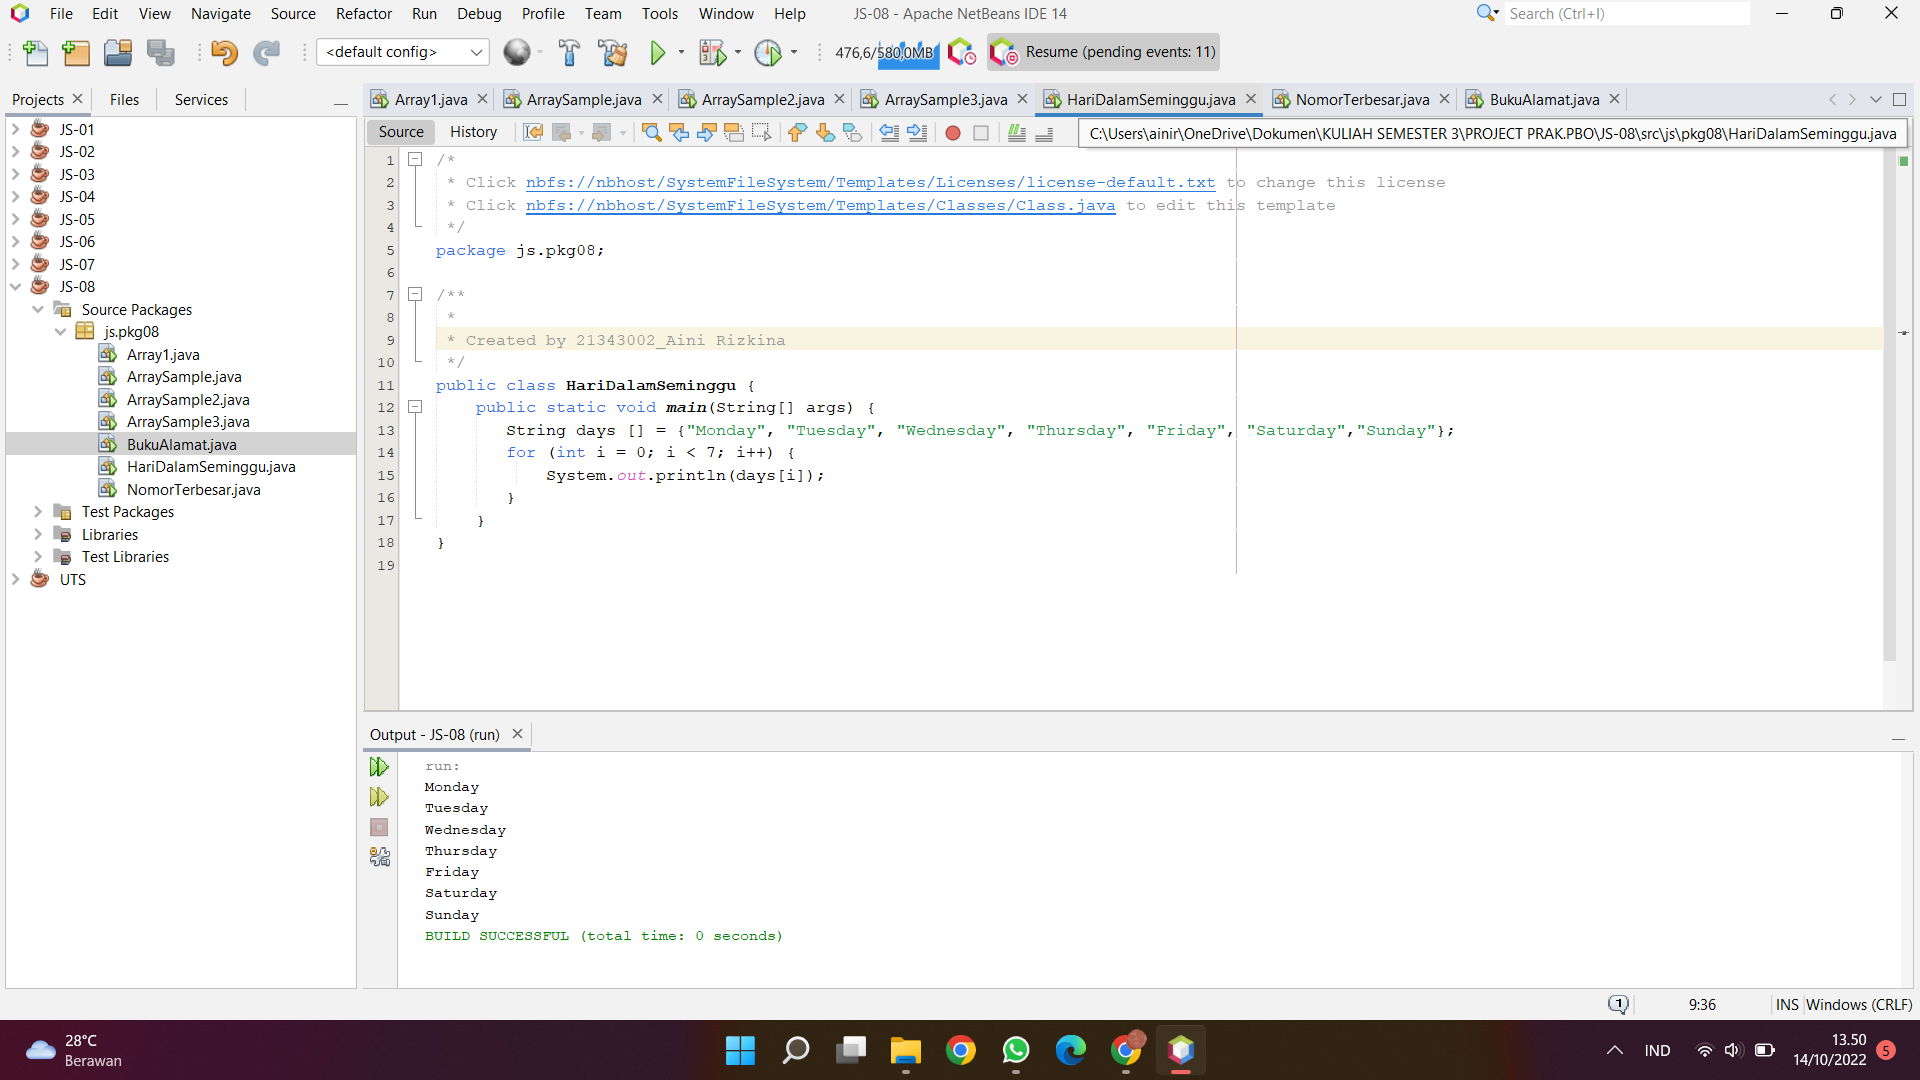 File Edit View Navigate Source Refactor Run Debug Profile Team Tools Window Help JS-08 - Apache NetBeans IDE 14 Search (Ctrl+I)
<default config> 476,6/580,0MB Resume (pending events: 11)
Projects Files Services
Array1.java ArraySample.java ArraySample2.java ArraySample3.java HariDalamSeminggu.java NomorTerbesar.java BukuAlamat.java
Source History
C:\Users\ainir\OneDrive\Dokumen\KULIAH SEMESTER 3\PROJECT PRAK.PBO\JS-08\src\js\pkg08\HariDalamSeminggu.java
JS-01
JS-02
JS-03
JS-04
JS-05
JS-06
JS-07
JS-08
Source Packages
js.pkg08
Array1.java
ArraySample.java
ArraySample2.java
ArraySample3.java
BukuAlamat.java
HariDalamSeminggu.java
NomorTerbesar.java
Test Packages
Libraries
Test Libraries
UTS
1 /*
2 * Click nbfs://nbhost/SystemFileSystem/Templates/Licenses/license-default.txt to change this license
3 * Click nbfs://nbhost/SystemFileSystem/Templates/Classes/Class.java to edit this template
4 */
5 package js.pkg08;
6
7 /**
8 *
9 * Created by 21343002_Aini Rizkina
10 */
11 public class HariDalamSeminggu {
12 public static void main(String[] args) {
13 String days [] = {"Monday", "Tuesday", "Wednesday", "Thursday", "Friday", "Saturday","Sunday"};
14 for (int i = 0; i < 7; i++) {
15 System.out.println(days[i]);
16 }
17 }
18 }
19
Output - JS-08 (run)
run:
Monday
Tuesday
Wednesday
Thursday
Friday
Saturday
Sunday
BUILD SUCCESSFUL (total time: 0 seconds)
1 9:36 INS Windows (CRLF)
28°C
Berawan
IND
13.50
14/10/2022
5